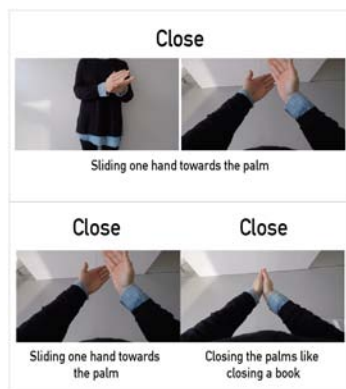 Close
Sliding one hand towards the palm
Close
Close
Sliding one hand towards
the palm
Closing the palms like
closing a book